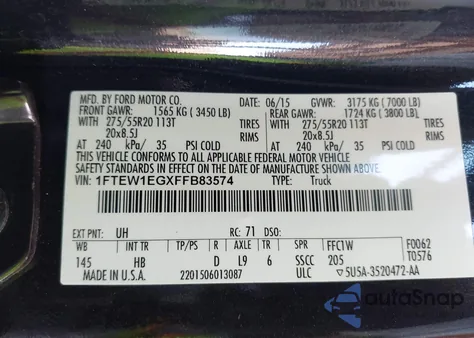 MFD. BY FORD MOTOR CO. 06/15 GVWR: 3175 KG (7000 LB)
FRONT GAWR: 1565 KG (3450 LB) REAR GAWR: 1724 KG (3800 LB)
WITH 275/55R20 113T TIRES WITH 275/55R20 113T TIRES
20x8.5J RIMS 20x8.5J RIMS
AT 240 kPa/ 35 PSI COLD AT 240 kPa/ 35 PSI COLD
THIS VEHICLE CONFORMS TO ALL APPLICABLE FEDERAL MOTOR VEHICLE
SAFETY STANDARDS IN EFFECT ON THE DATE OF MANUFACTURE SHOWN ABOVE.
VIN: 1FTEW1EGXFFB83574 TYPE: Truck
EXT PNT: UH RC: 71 DSO:
WB INT TR TP/PS R AXLE TR SPR FFC1W F0062
145 HB D L9 6 SSCC 205 T0576
MADE IN U.S.A. 2201506013087 ULC 5U5A-3520472-AA
autoSnap